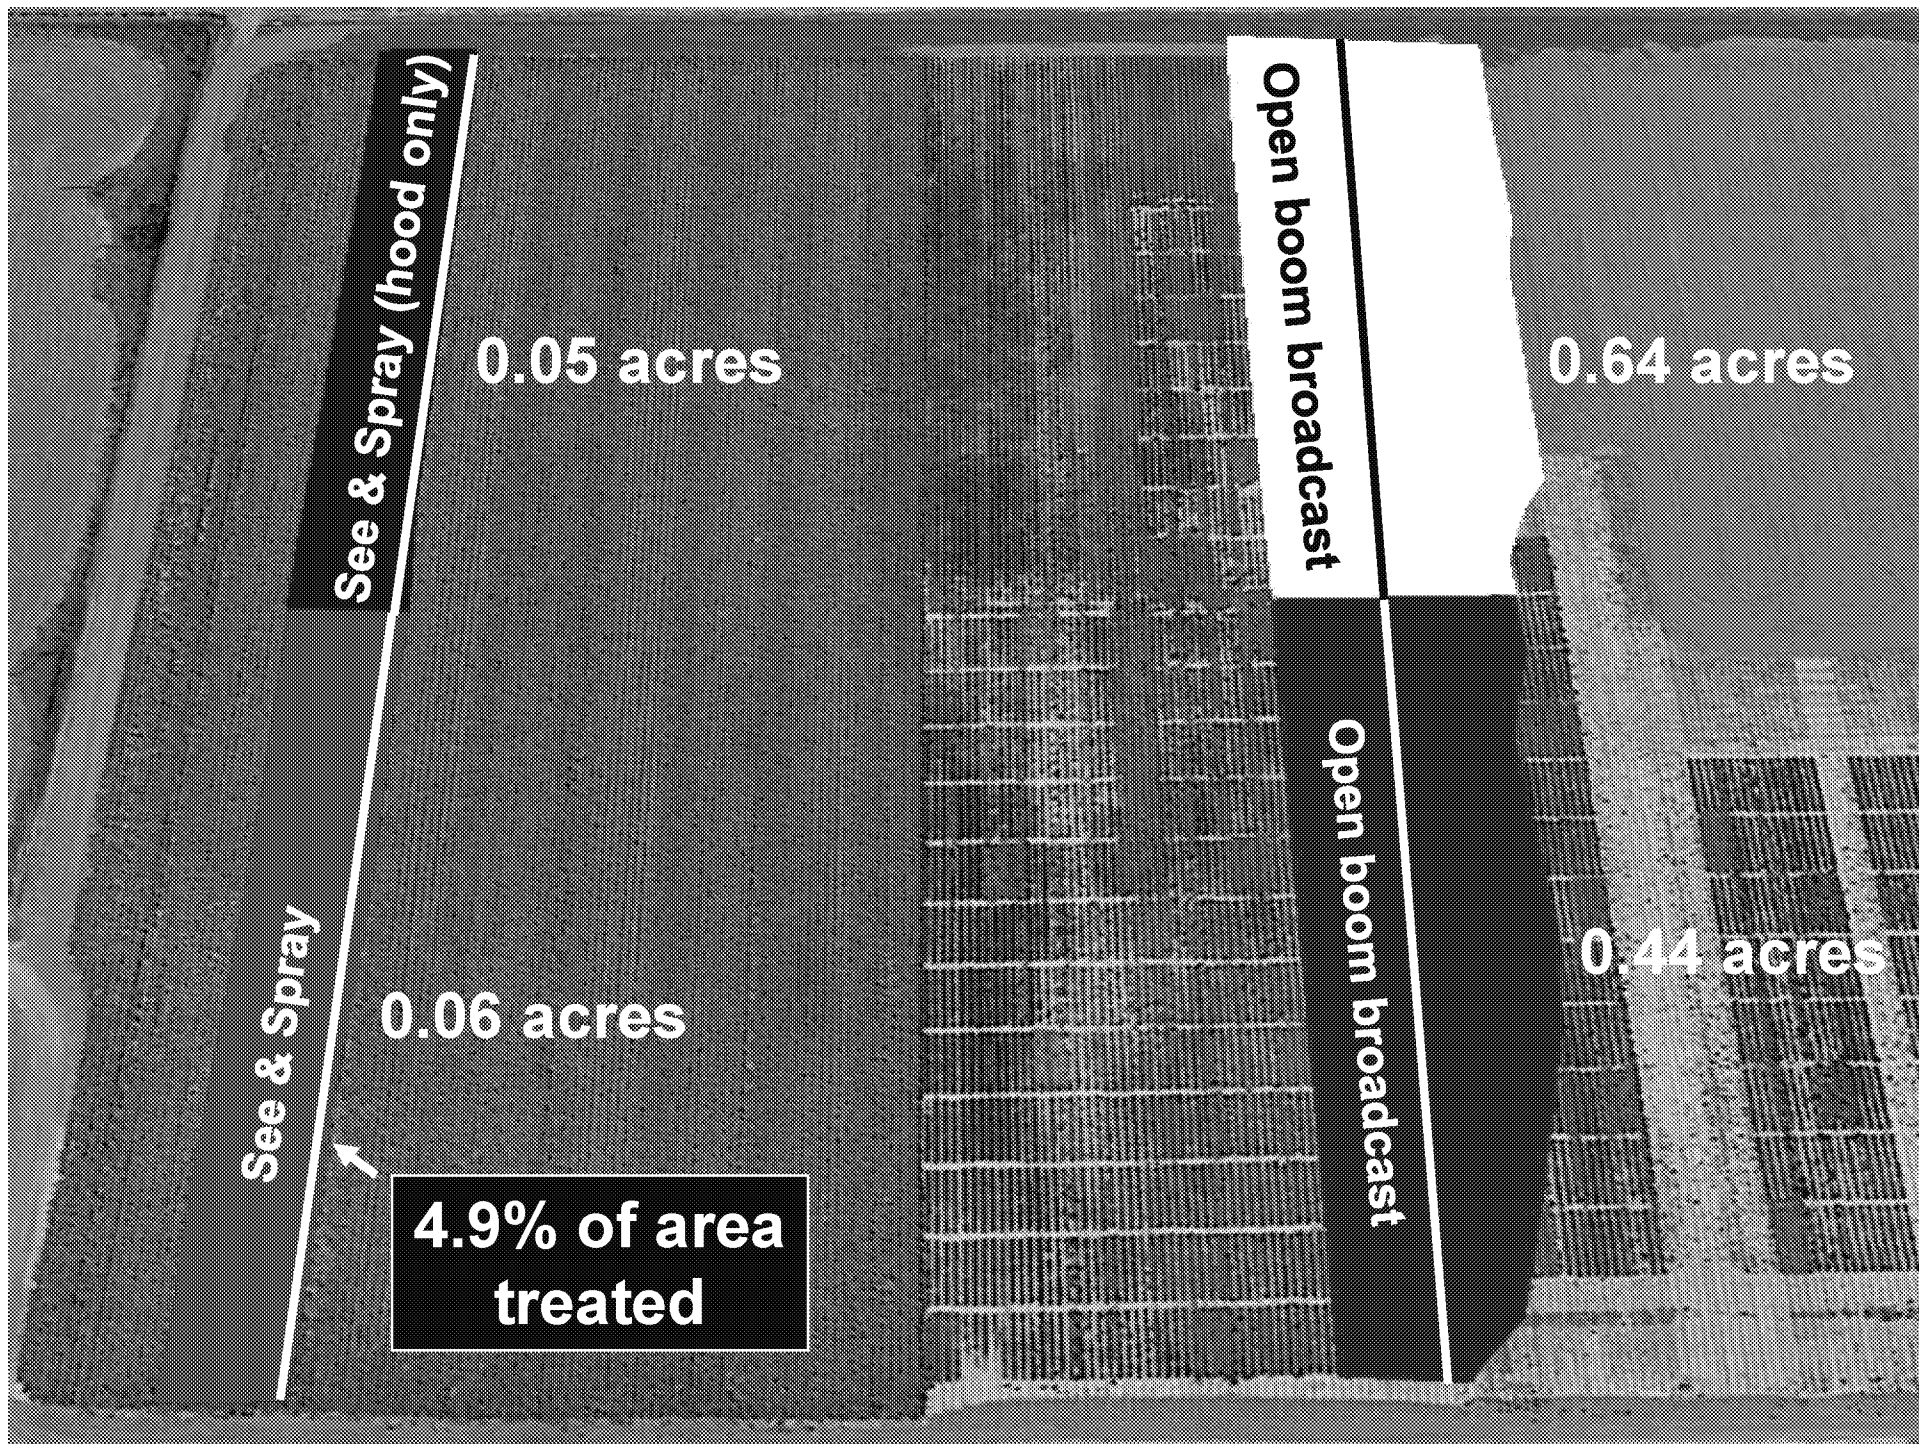 See & Spray (hood only)
0.05 acres
Open boom broadcast
0.64 acres
See & Spray
0.06 acres
Open boom broadcast
0.44 acres
4.9% of area
treated